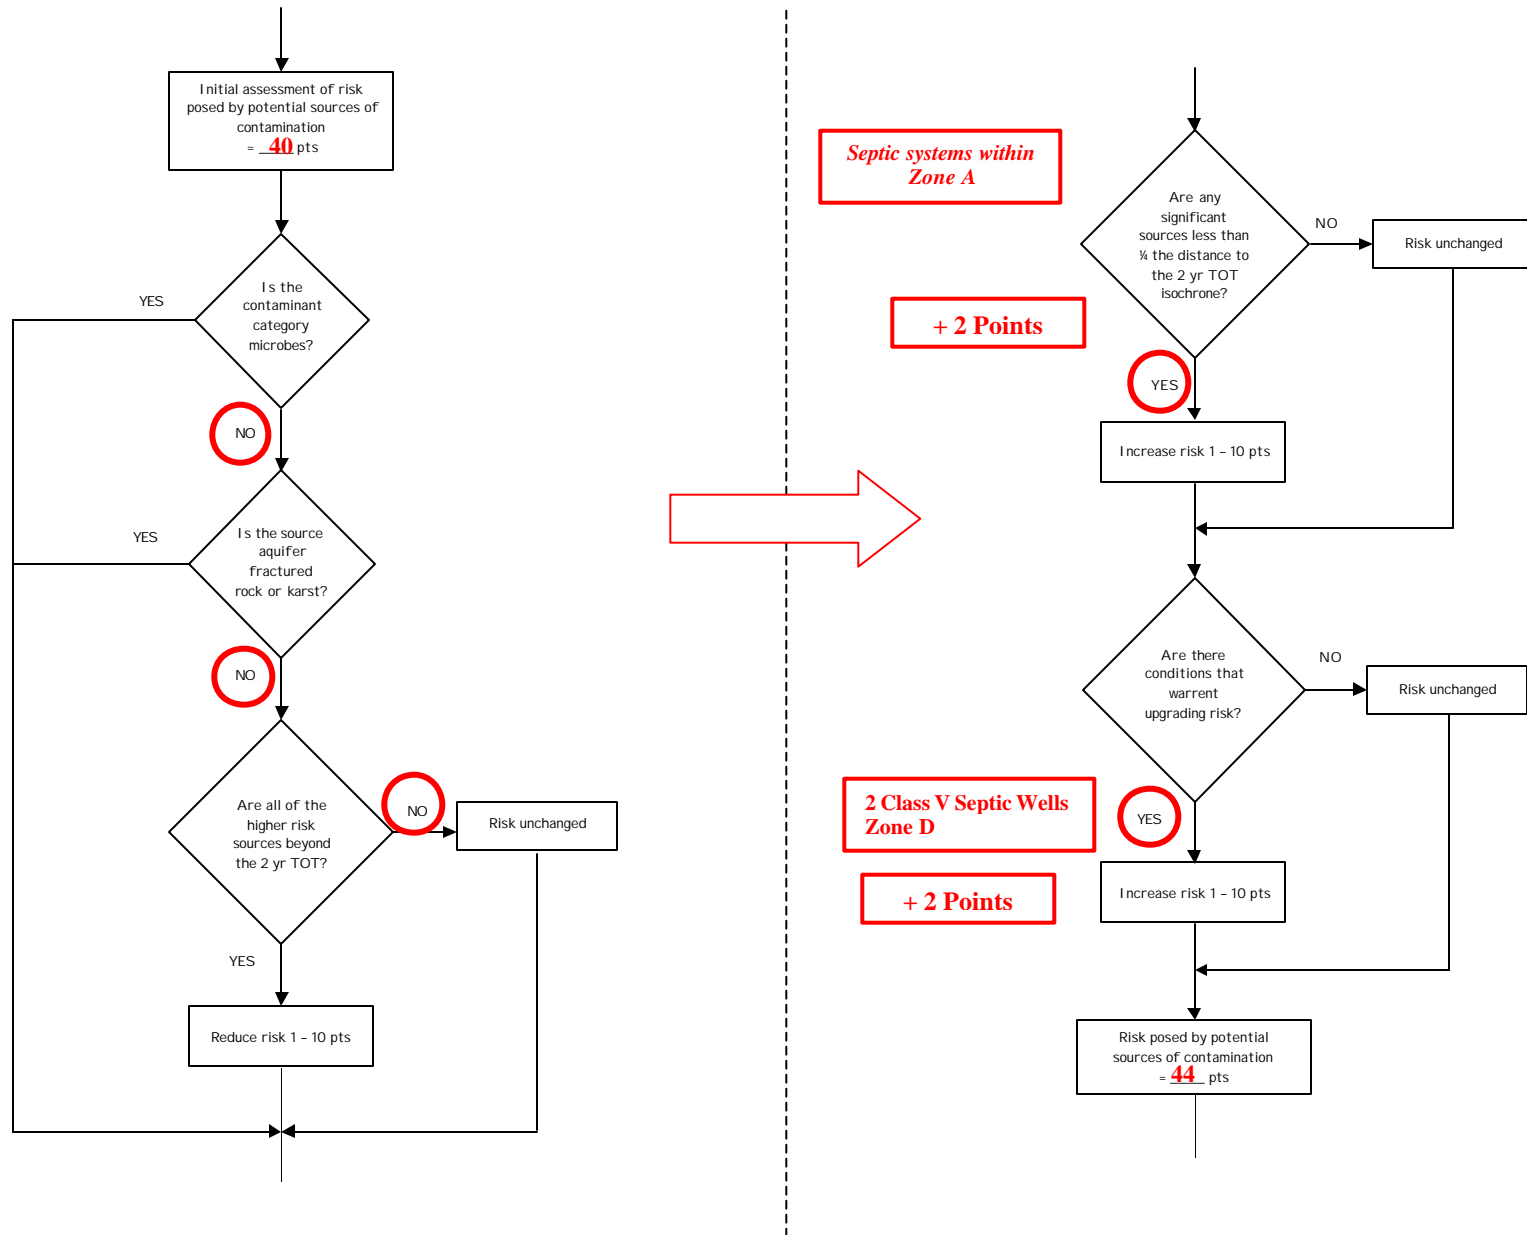 Initial assessment of risk
posed by potential sources of
contamination
= 40 pts
Is the
contaminant
category
microbes?
YES
NO
Is the source
aquifer
fractured
rock or karst?
YES
NO
Are all of the
higher risk
sources beyond
the 2 yr TOT?
NO
Risk unchanged
YES
Reduce risk 1 – 10 pts
Septic systems within
Zone A
Are any
significant
sources less than
¼ the distance to
the 2 yr TOT
isochrone?
NO
Risk unchanged
+ 2 Points
YES
Increase risk 1 – 10 pts
Are there
conditions that
warrent
upgrading risk?
NO
Risk unchanged
2 Class V Septic Wells
Zone D
YES
+ 2 Points
Increase risk 1 – 10 pts
Risk posed by potential
sources of contamination
= 44 pts